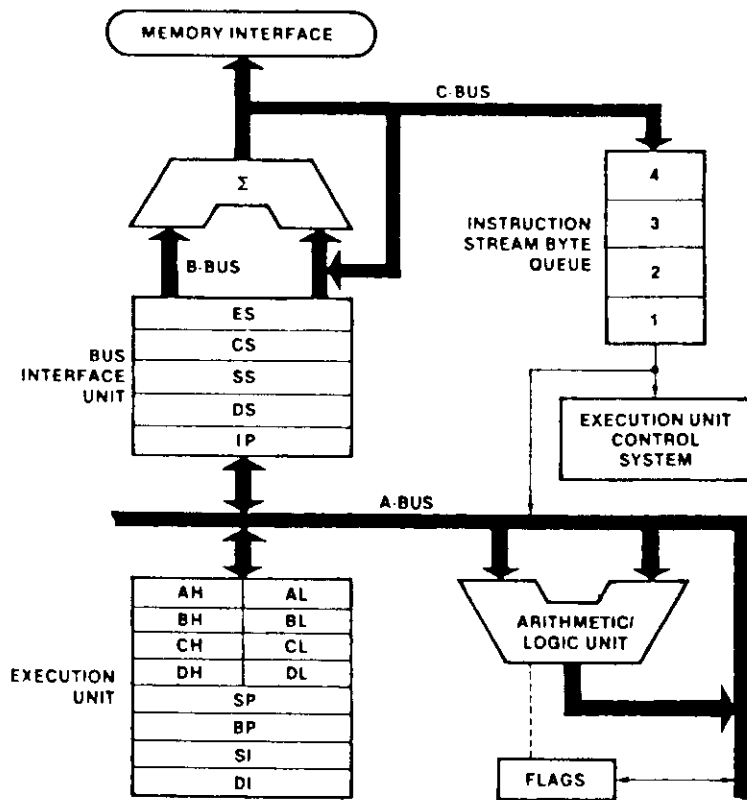 MEMORY INTERFACE
C-BUS
Σ
B-BUS
INSTRUCTION
STREAM BYTE
QUEUE
4
3
2
1
BUS
INTERFACE
UNIT
ES
CS
SS
DS
IP
EXECUTION UNIT
CONTROL
SYSTEM
A-BUS
EXECUTION
UNIT
AH AL
BH BL
CH CL
DH DL
SP
BP
SI
DI
ARITHMETIC/
LOGIC UNIT
FLAGS